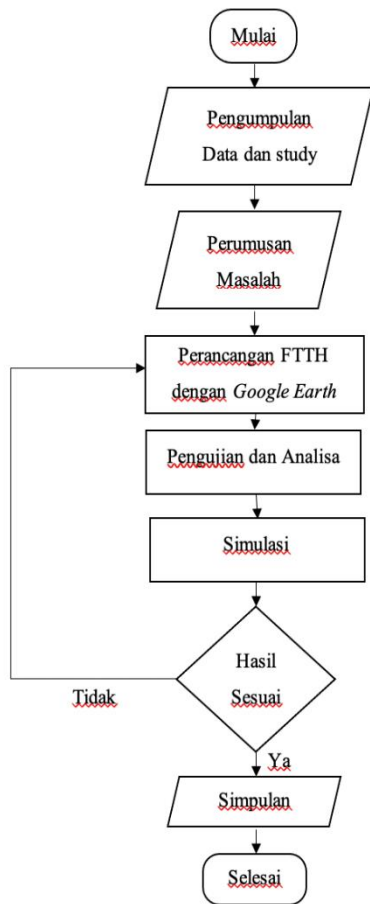 Mulai
Pengumpulan
Data dan study
Perumusan
Masalah
Perancangan FTTH
dengan Google Earth
Pengujian dan Analisa
Simulasi
Hasil
Sesuai
Tidak
Ya
Simpulan
Selesai